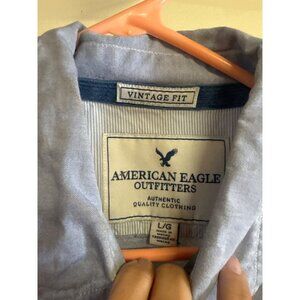 VINTAGE FIT
AMERICAN EAGLE
OUTFITTERS
AUTHENTIC
QUALITY CLOTHING
L/G